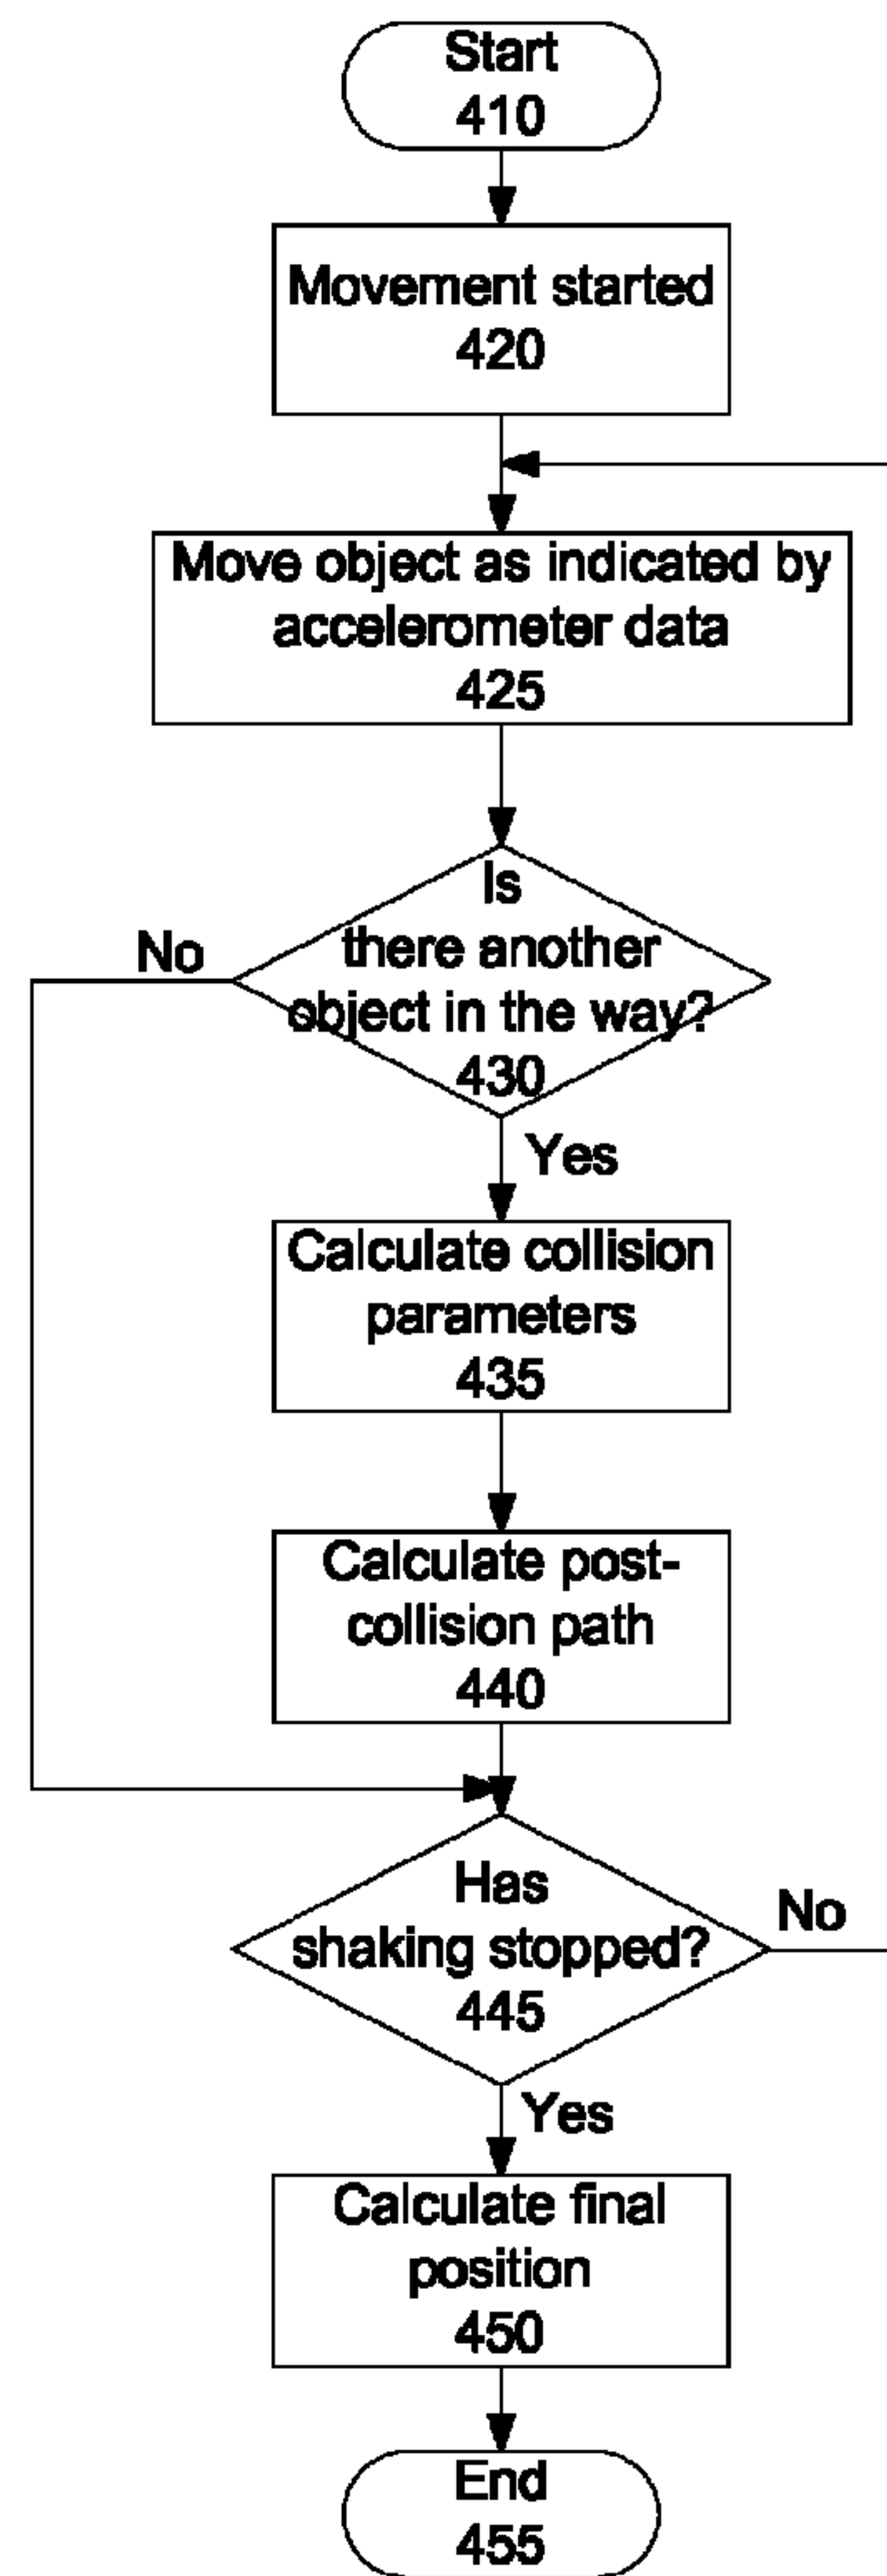 Start
410
Movement started
420
Move object as indicated by
accelerometer data
425
Is
there another
object in the way?
430
No
Yes
Calculate collision
parameters
435
Calculate post-
collision path
440
Has
shaking stopped?
445
No
Yes
Calculate final
position
450
End
455